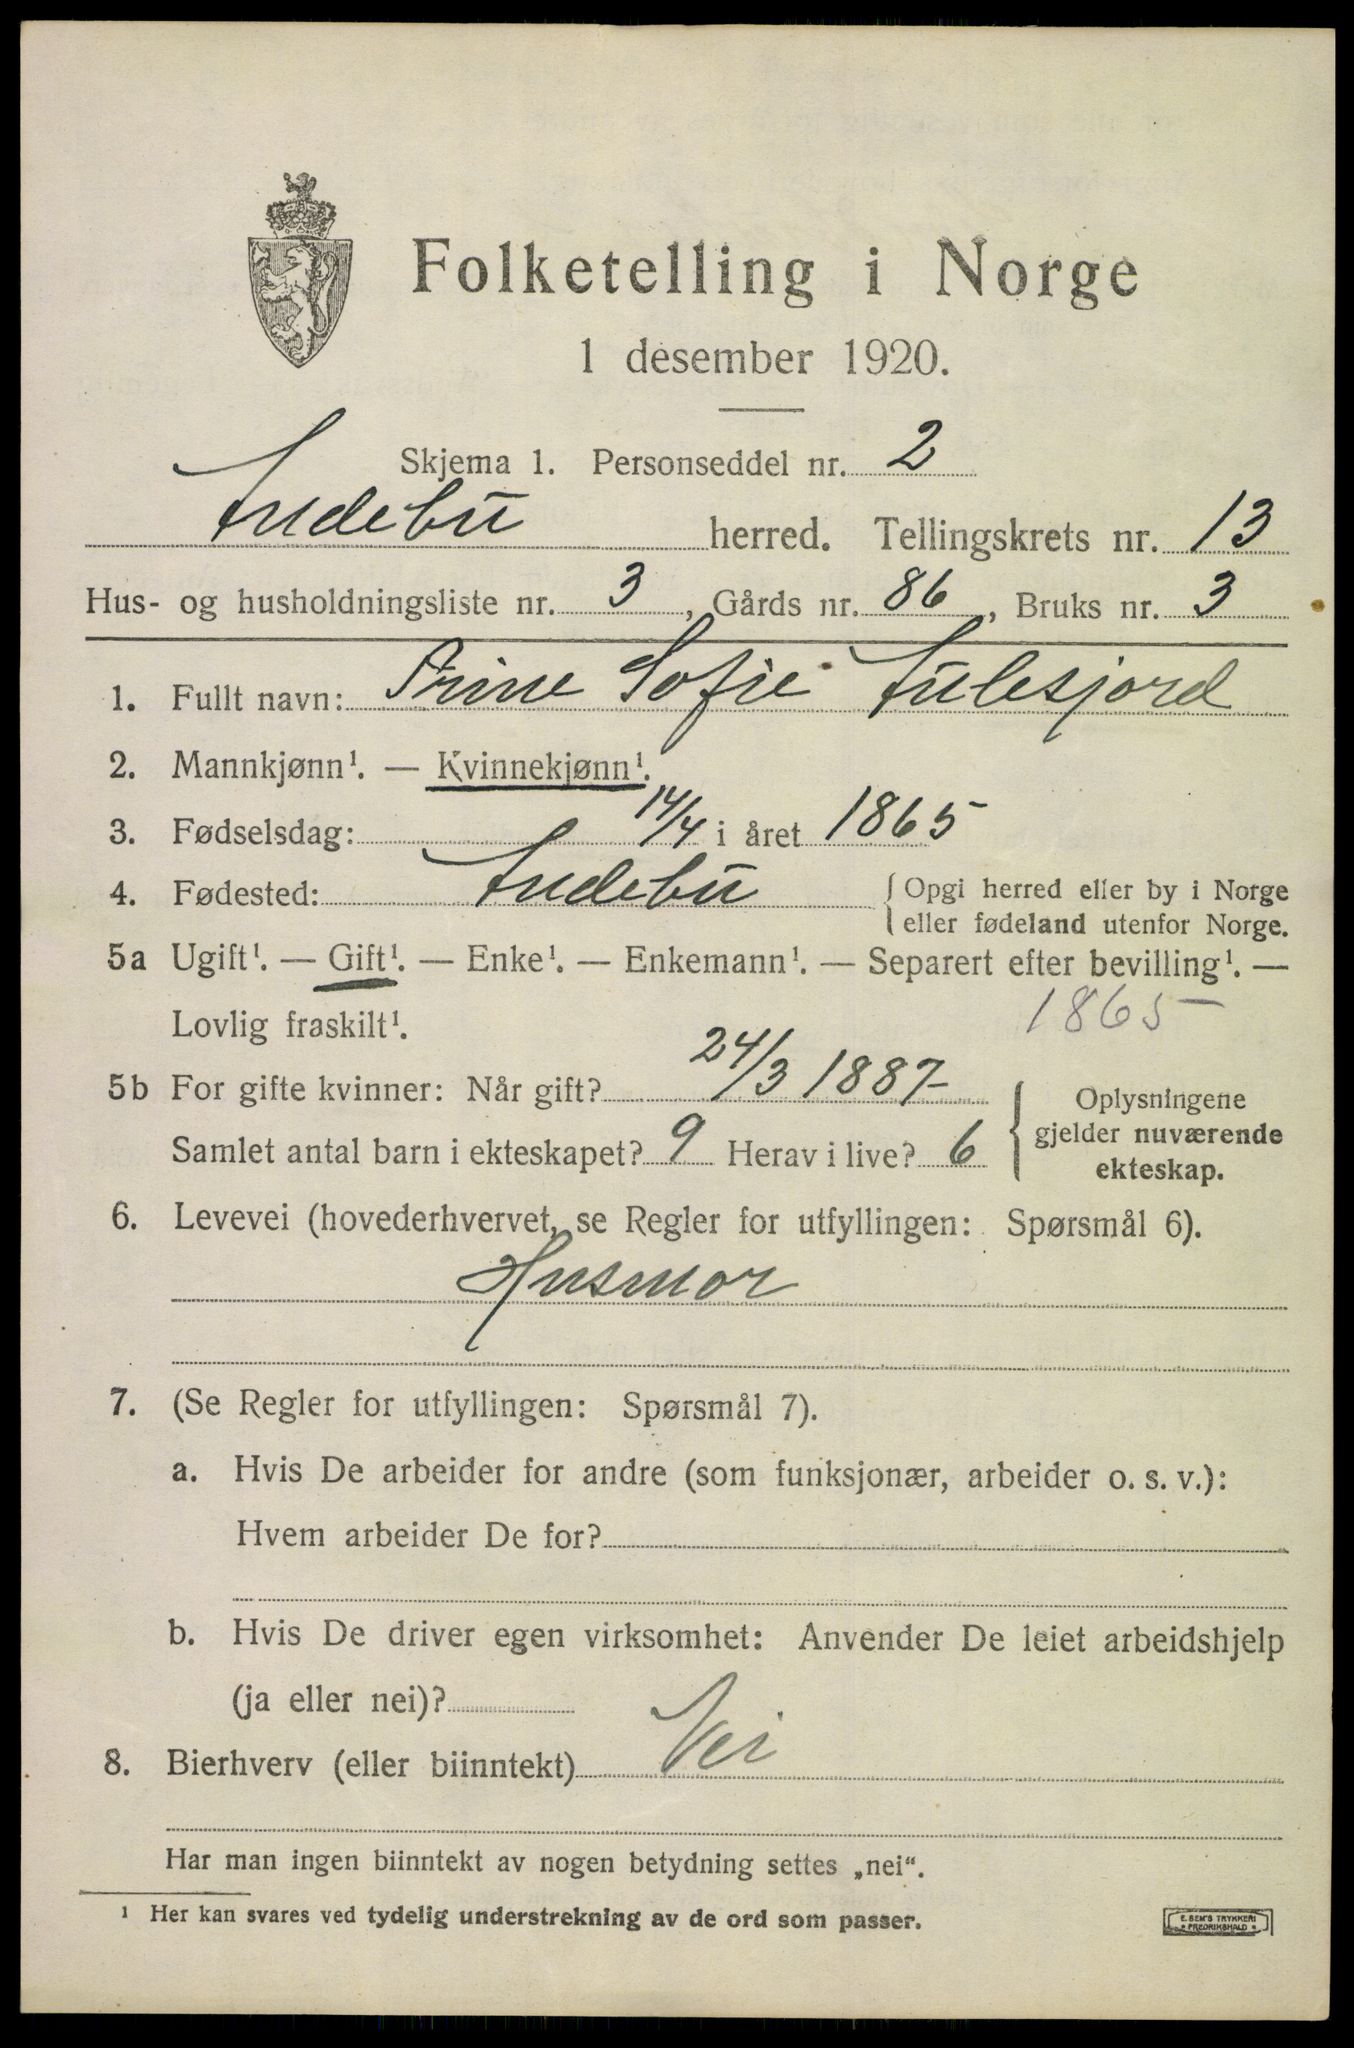 Folketelling i Norge
1 desember 1920.
Skjema 1. Personseddel nr. 2
Andebu herred. Tellingskrets nr. 13
Hus- og husholdningsliste nr. 3, Gårds nr. 86, Bruks nr. 3
1. Fullt navn: Trine Sofie
2. Mannkjønn¹. — Kvinnekjønn¹.
3. Fødselsdag: 14/4 i året 1865
4. Fødested: Andebu { Opgi herred eller by i Norge
eller fødeland utenfor Norge.
5a Ugift¹. — Gift¹. — Enke¹. — Enkemann¹. — Separert efter bevilling¹. —
Lovlig fraskilt¹. 1865
5b For gifte kvinner: Når gift? 24/3 1887 { Oplysningene
gjelder nuværende
Samlet antal barn i ekteskapet? 9 Herav i live? 6 ekteskap.
6. Levevei (hovederhvervet, se Regler for utfyllingen: Spørsmål 6).
Husmor
7. (Se Regler for utfyllingen: Spørsmål 7).
a. Hvis De arbeider for andre (som funksjonær, arbeider o. s. v.):
Hvem arbeider De for?
b. Hvis De driver egen virksomhet: Anvender De leiet arbeidshjelp
(ja eller nei)?
8. Bierhverv (eller biinntekt) Nei
Har man ingen biinntekt av nogen betydning settes „nei“.
¹ Her kan svares ved tydelig understrekning av de ord som passer.
E. SEM'S TRYKKERI
* FREDRIKSHALD *